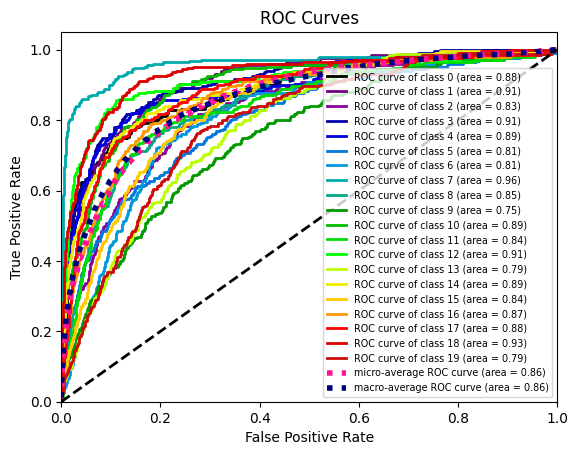 ROC Curves
True Positive Rate
1.0
0.8
0.6
0.4
0.2
0.0
ROC curve of class 0 (area = 0.88)
ROC curve of class 1 (area = 0.91)
ROC curve of class 2 (area = 0.83)
ROC curve of class 3 (area = 0.91)
ROC curve of class 4 (area = 0.89)
ROC curve of class 5 (area = 0.81)
ROC curve of class 6 (area = 0.81)
ROC curve of class 7 (area = 0.96)
ROC curve of class 8 (area = 0.85)
ROC curve of class 9 (area = 0.75)
ROC curve of class 10 (area = 0.89)
ROC curve of class 11 (area = 0.84)
ROC curve of class 12 (area = 0.91)
ROC curve of class 13 (area = 0.79)
ROC curve of class 14 (area = 0.89)
ROC curve of class 15 (area = 0.84)
ROC curve of class 16 (area = 0.87)
ROC curve of class 17 (area = 0.88)
ROC curve of class 18 (area = 0.93)
ROC curve of class 19 (area = 0.79)
micro-average ROC curve (area = 0.86)
macro-average ROC curve (area = 0.86)
0.0 0.2 0.4 0.6 0.8 1.0
False Positive Rate